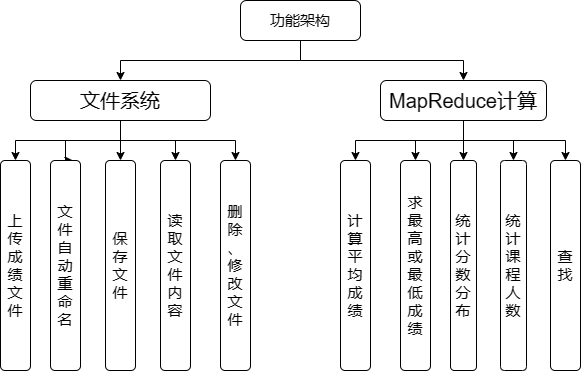 功能架构
文件系统
MapReduce计算
上传成绩文件
文件自动重命名
保存文件
读取文件内容
删除、修改文件
计算平均成绩
求最高或最低成绩
统计分数分布
统计课程人数
查找